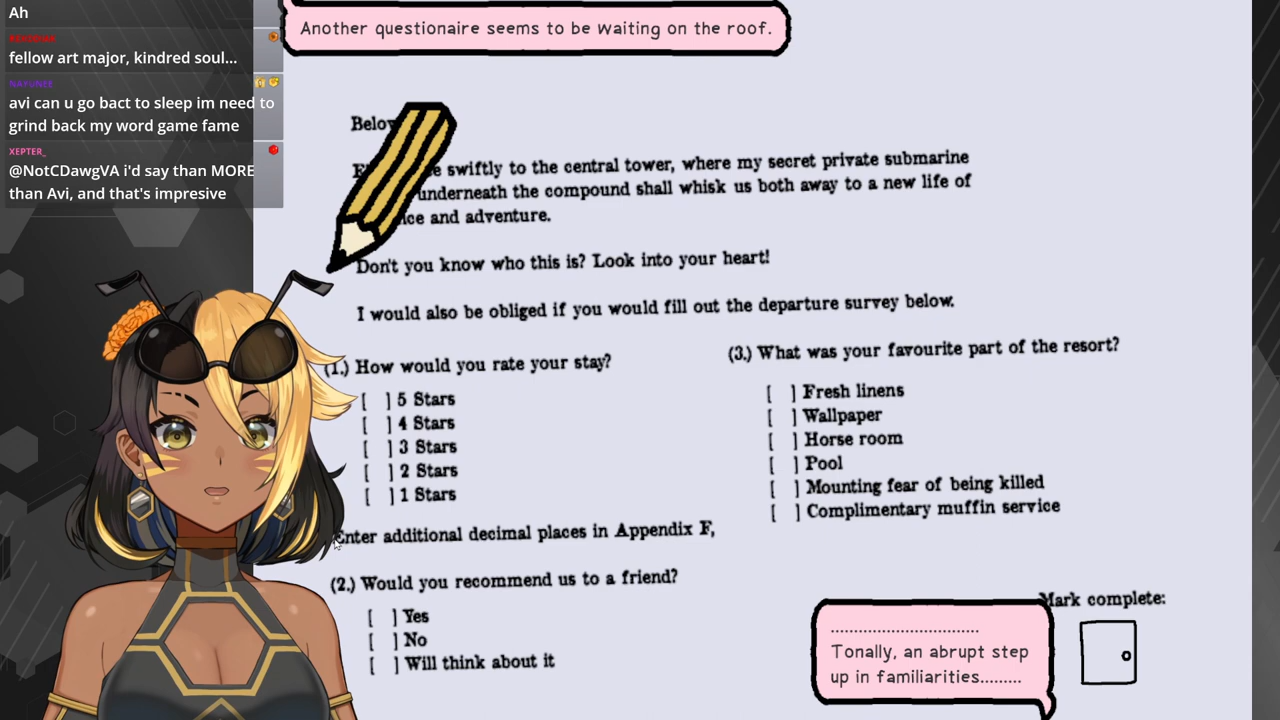 Ah
fellow art major, kindred soul...
NAYUNEE
avi can u go bact to sleep im need to
grind back my word game fame
XEPTER_
@NotCDawgVA i'd say than MORE
than Avi, and that's impresive
Another questionaire seems to be waiting on the roof.
swiftly to the central tower, where my secret private submarine
underneath the compound shall whisk us both away to a new life of
and adventure.
Don't you know who this is? Look into your heart!
I would also be obliged if you would fill out the departure survey below.
(1.) How would you rate your stay?
[ ] 5 Stars
[ ] 4 Stars
[ ] 3 Stars
[ ] 2 Stars
[ ] 1 Stars
Enter additional decimal places in Appendix F,
(2.) Would you recommend us to a friend?
[ ] Yes
[ ] No
[ ] Will think about it
(3.) What was your favourite part of the resort?
[ ] Fresh linens
[ ] Wallpaper
[ ] Horse room
[ ] Pool
[ ] Mounting fear of being killed
[ ] Complimentary muffin service
Mark complete:
..............................
Tonally, an abrupt step
up in familiarities.........